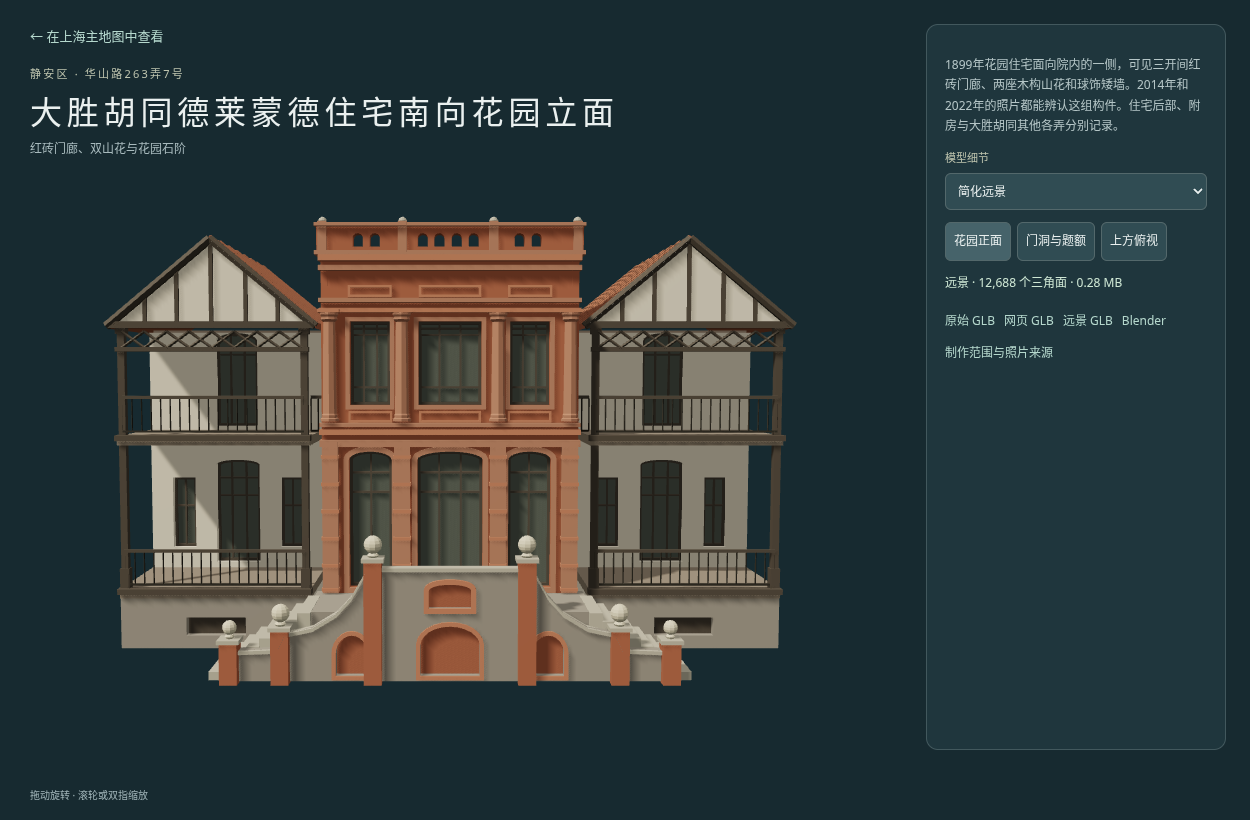 ← 在上海主地图中查看
静安区 · 华山路263弄7号
大胜胡同德莱蒙德住宅南向花园立面
红砖门廊、双山花与花园石阶
1899年花园住宅面向院内的一侧，可见三开间红
砖门廊、两座木构山花和球饰矮墙。2014年和
2022年的照片都能辨认这组构件。住宅后部、附
房与大胜胡同其他各弄分别记录。
模型细节
简化远景
花园正面 门洞与题额 上方俯视
远景 · 12,688 个三角面 · 0.28 MB
原始 GLB 网页 GLB 远景 GLB Blender
制作范围与照片来源
拖动旋转 · 滚轮或双指缩放